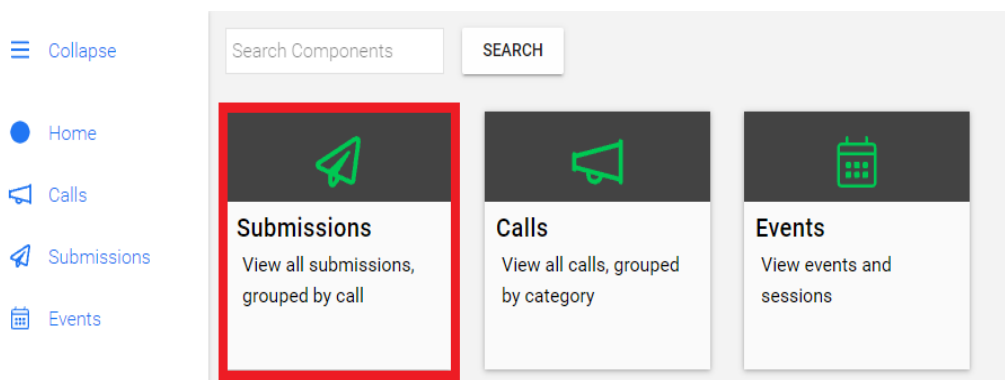 Collapse
Home
Calls
Submissions
Events
Search Components
SEARCH
Submissions
View all submissions,
grouped by call
Calls
View all calls, grouped
by category
Events
View events and
sessions